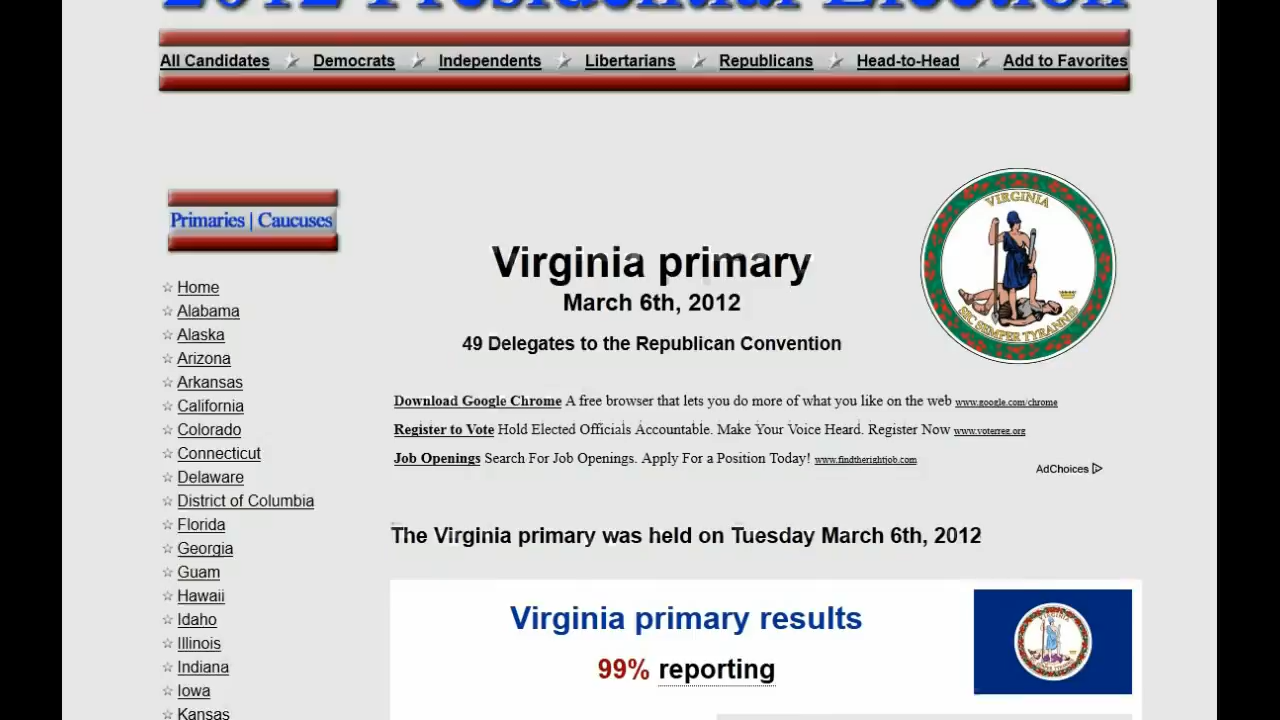 2012 Presidential Election
All Candidates Democrats Independents Libertarians Republicans Head-to-Head Add to Favorites
Primaries | Caucuses
Home
Alabama
Alaska
Arizona
Arkansas
California
Colorado
Connecticut
Delaware
District of Columbia
Florida
Georgia
Guam
Hawaii
Idaho
Illinois
Indiana
Iowa
Kansas
Virginia primary
March 6th, 2012
49 Delegates to the Republican Convention
VIRGINIA
SIC SEMPER TYRANNIS
Download Google Chrome A free browser that lets you do more of what you like on the web www.google.com/chrome
Register to Vote Hold Elected Officials Accountable. Make Your Voice Heard. Register Now www.voterreg.org
Job Openings Search For Job Openings. Apply For a Position Today! www.findtherightjob.com
AdChoices
The Virginia primary was held on Tuesday March 6th, 2012
Virginia primary results
99% reporting